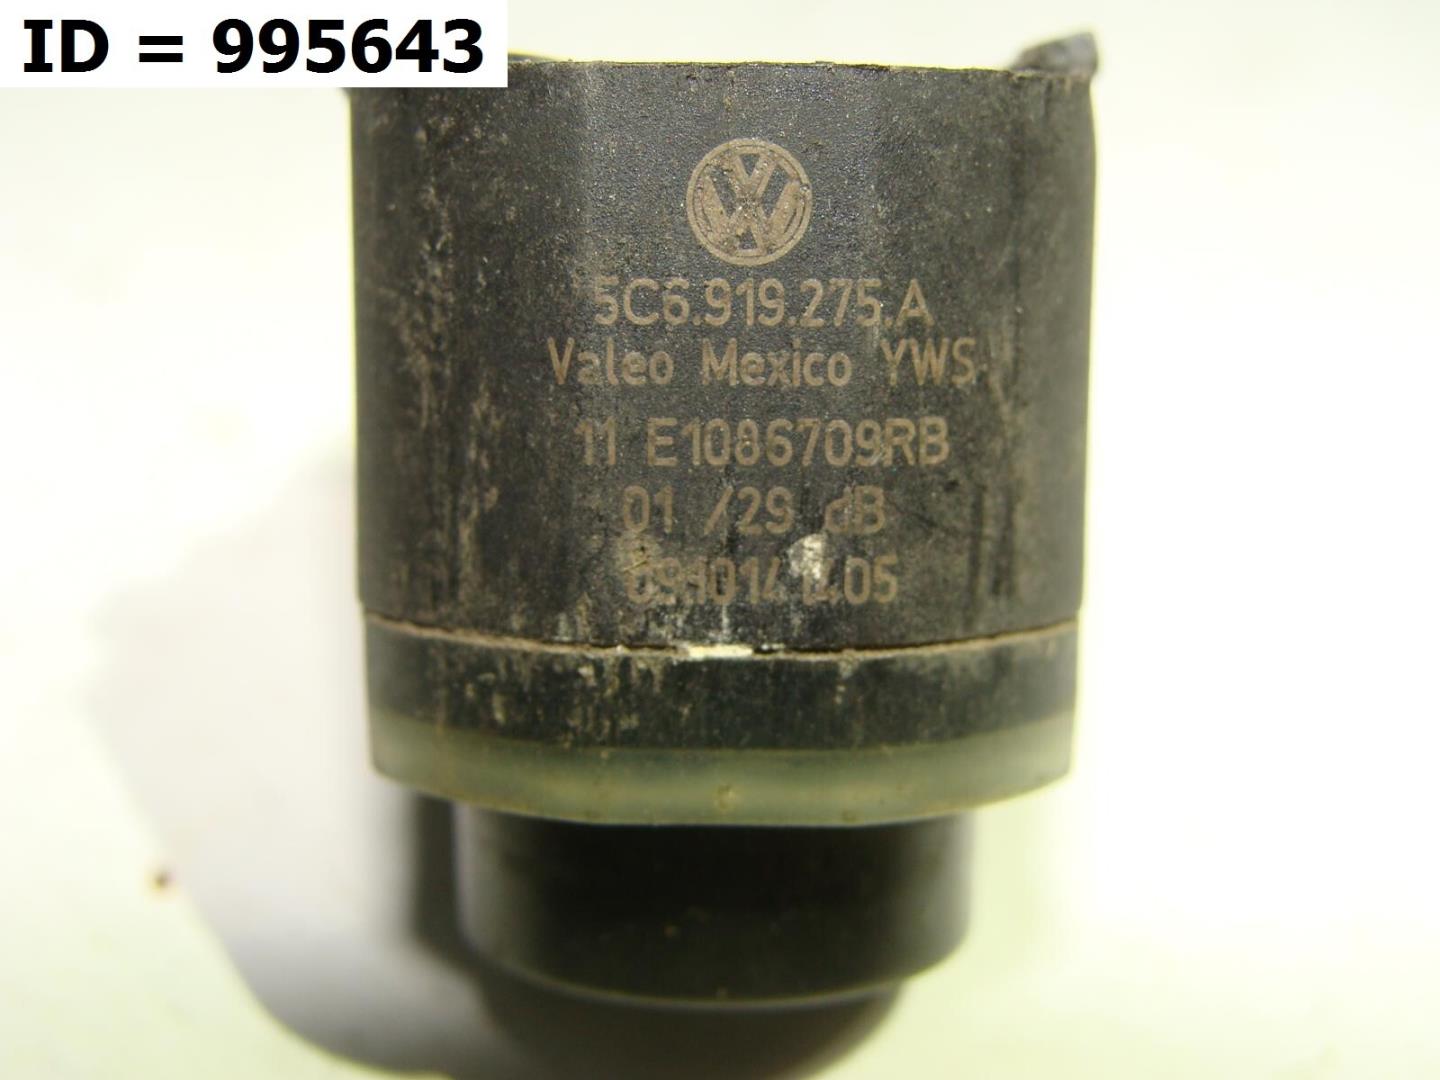 ID = 995643
5C6.919.275.A
Valeo Mexico YWS
11 E1086709RB
01 /29 dB